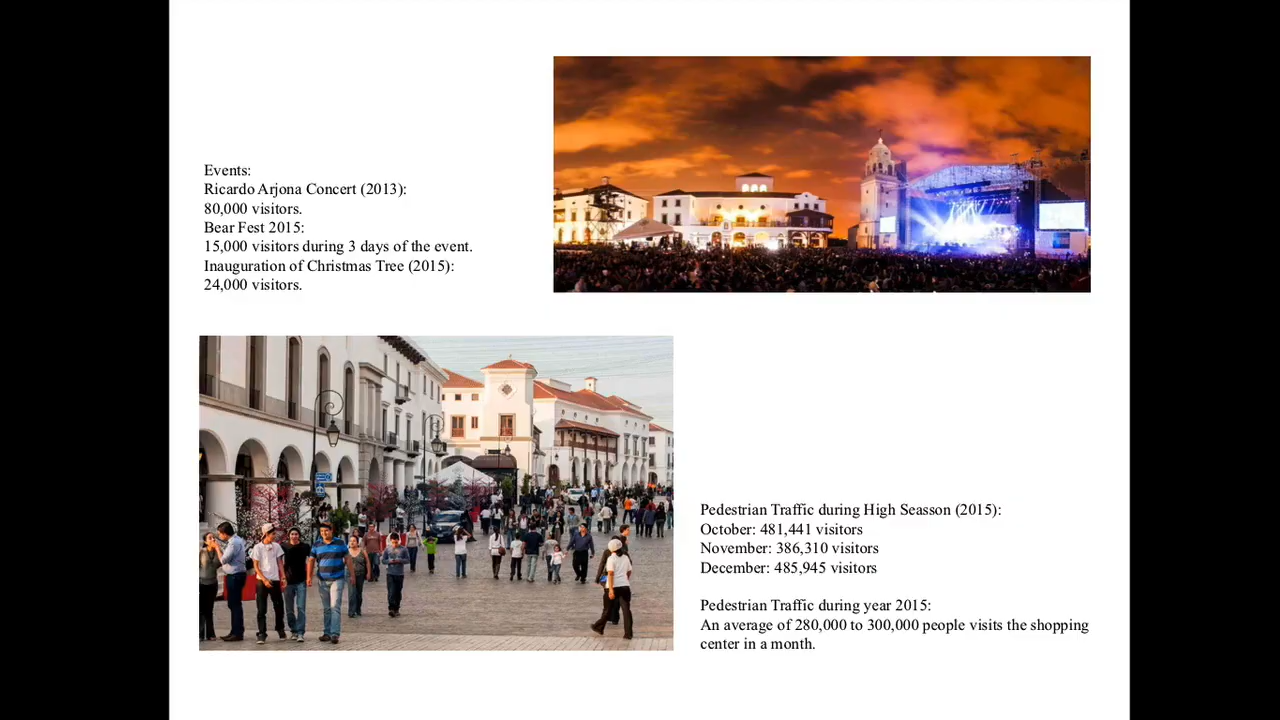 Events:
Ricardo Arjona Concert (2013):
80,000 visitors.
Bear Fest 2015:
15,000 visitors during 3 days of the event.
Inauguration of Christmas Tree (2015):
24,000 visitors.
Pedestrian Traffic during High Seasson (2015):
October: 481,441 visitors
November: 386,310 visitors
December: 485,945 visitors
Pedestrian Traffic during year 2015:
An average of 280,000 to 300,000 people visits the shopping
center in a month.